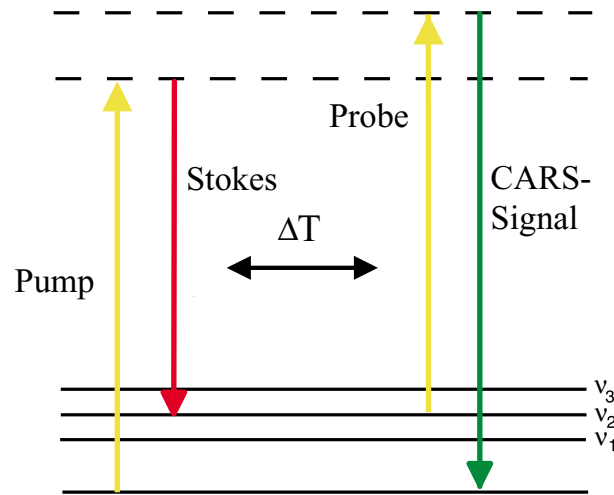 Probe
Stokes
CARS-
Signal
ΔT
Pump
ν3
ν2
ν1